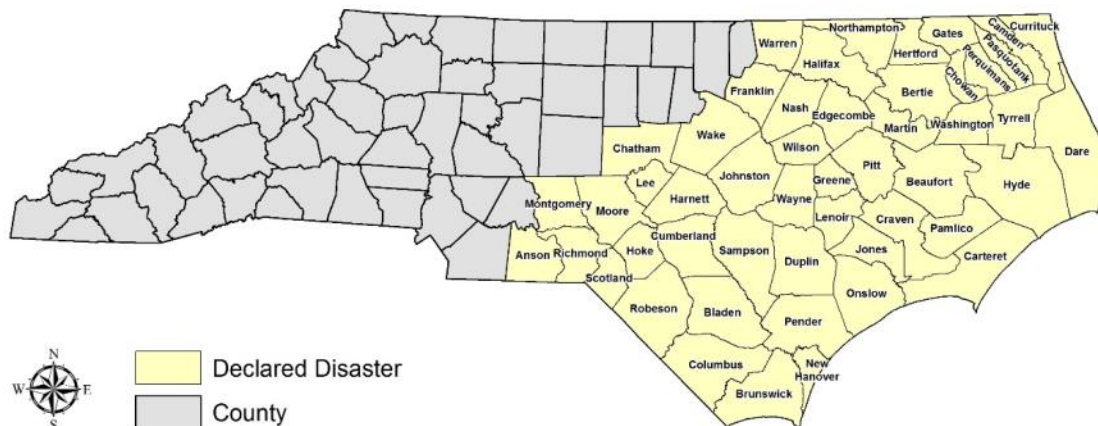 Northampton
Gates
Camden
Currituck
Warren
Hertford
Pasquotank
Perquimans
Halifax
Chowan
Franklin
Bertie
Nash
Edgecombe
Martin
Washington
Tyrrell
Wake
Wilson
Dare
Chatham
Pitt
Johnston
Greene
Beaufort
Hyde
Lee
Harnett
Wayne
Montgomery
Moore
Lenoir
Craven
Pamlico
Cumberland
Sampson
Jones
Anson
Richmond
Hoke
Duplin
Carteret
Scotland
Onslow
Robeson
Bladen
Pender
Columbus
New
Hanover
Brunswick
N
W E
S
Declared Disaster
County